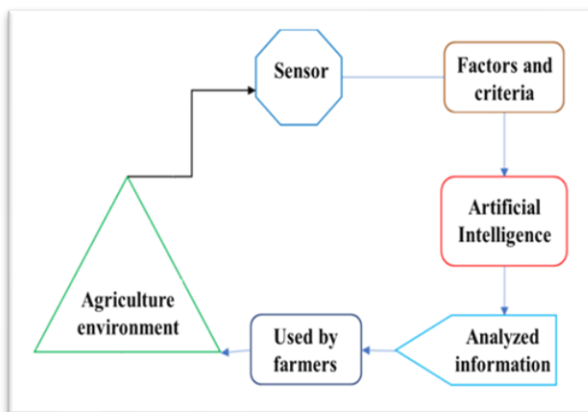 Sensor
Factors and
criteria
Artificial
Intelligence
Analyzed
information
Used by
farmers
Agriculture
environment